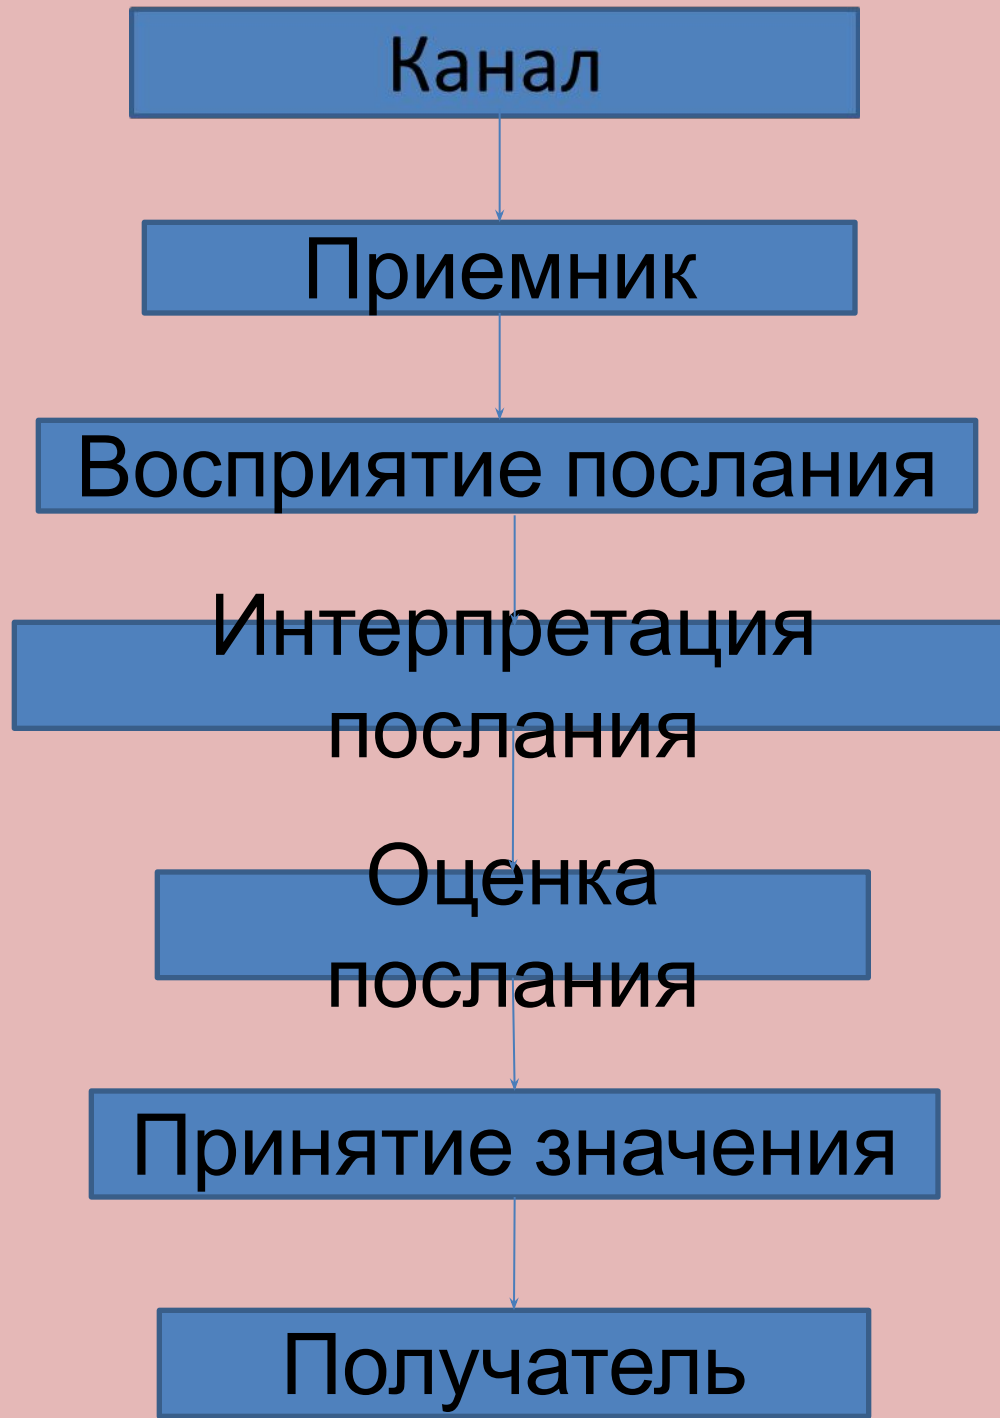 Канал
Приемник
Восприятие послания
Интерпретация
послания
Оценка
послания
Принятие значения
Получатель